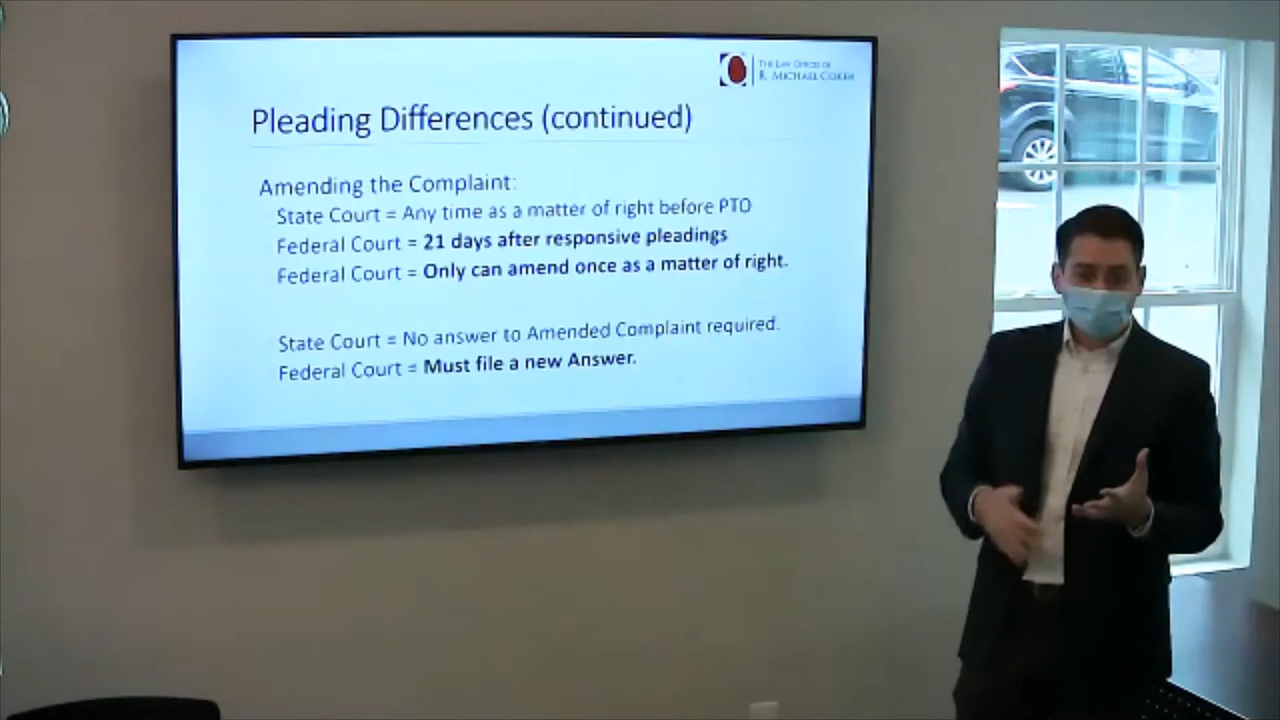 THE LAW OFFICES OF
R. MICHAEL COKER
Pleading Differences (continued)
Amending the Complaint:
State Court = Any time as a matter of right before PTO
Federal Court = 21 days after responsive pleadings
Federal Court = Only can amend once as a matter of right.
State Court = No answer to Amended Complaint required.
Federal Court = Must file a new Answer.